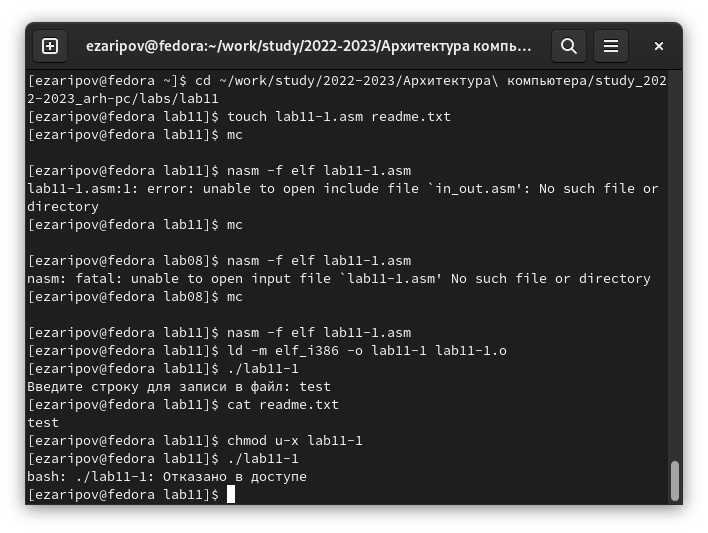 ezaripov@fedora:~/work/study/2022-2023/Архитектура компь...
[ezaripov@fedora ~]$ cd ~/work/study/2022-2023/Архитектура\ компьютера/study_202
2-2023_arh-pc/labs/lab11
[ezaripov@fedora lab11]$ touch lab11-1.asm readme.txt
[ezaripov@fedora lab11]$ mc
[ezaripov@fedora lab11]$ nasm -f elf lab11-1.asm
lab11-1.asm:1: error: unable to open include file `in_out.asm': No such file or
directory
[ezaripov@fedora lab11]$ mc
[ezaripov@fedora lab08]$ nasm -f elf lab11-1.asm
nasm: fatal: unable to open input file `lab11-1.asm' No such file or directory
[ezaripov@fedora lab08]$ mc
[ezaripov@fedora lab11]$ nasm -f elf lab11-1.asm
[ezaripov@fedora lab11]$ ld -m elf_i386 -o lab11-1 lab11-1.o
[ezaripov@fedora lab11]$ ./lab11-1
Введите строку для записи в файл: test
[ezaripov@fedora lab11]$ cat readme.txt
test
[ezaripov@fedora lab11]$ chmod u-x lab11-1
[ezaripov@fedora lab11]$ ./lab11-1
bash: ./lab11-1: Отказано в доступе
[ezaripov@fedora lab11]$